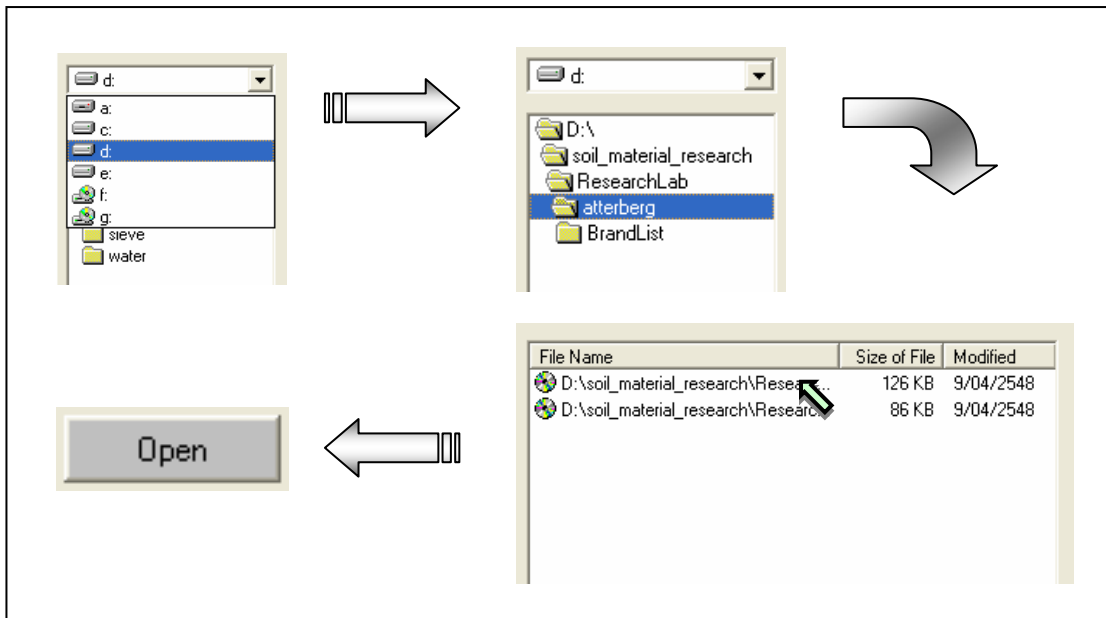 d:
a:
c:
d:
e:
f:
g:
sieve
water
d:
D:\
soil_material_research
ResearchLab
atterberg
BrandList
File Name Size of File Modified
D:\soil_material_research\Researc... 126 KB 9/04/2548
D:\soil_material_research\Researc... 86 KB 9/04/2548
Open